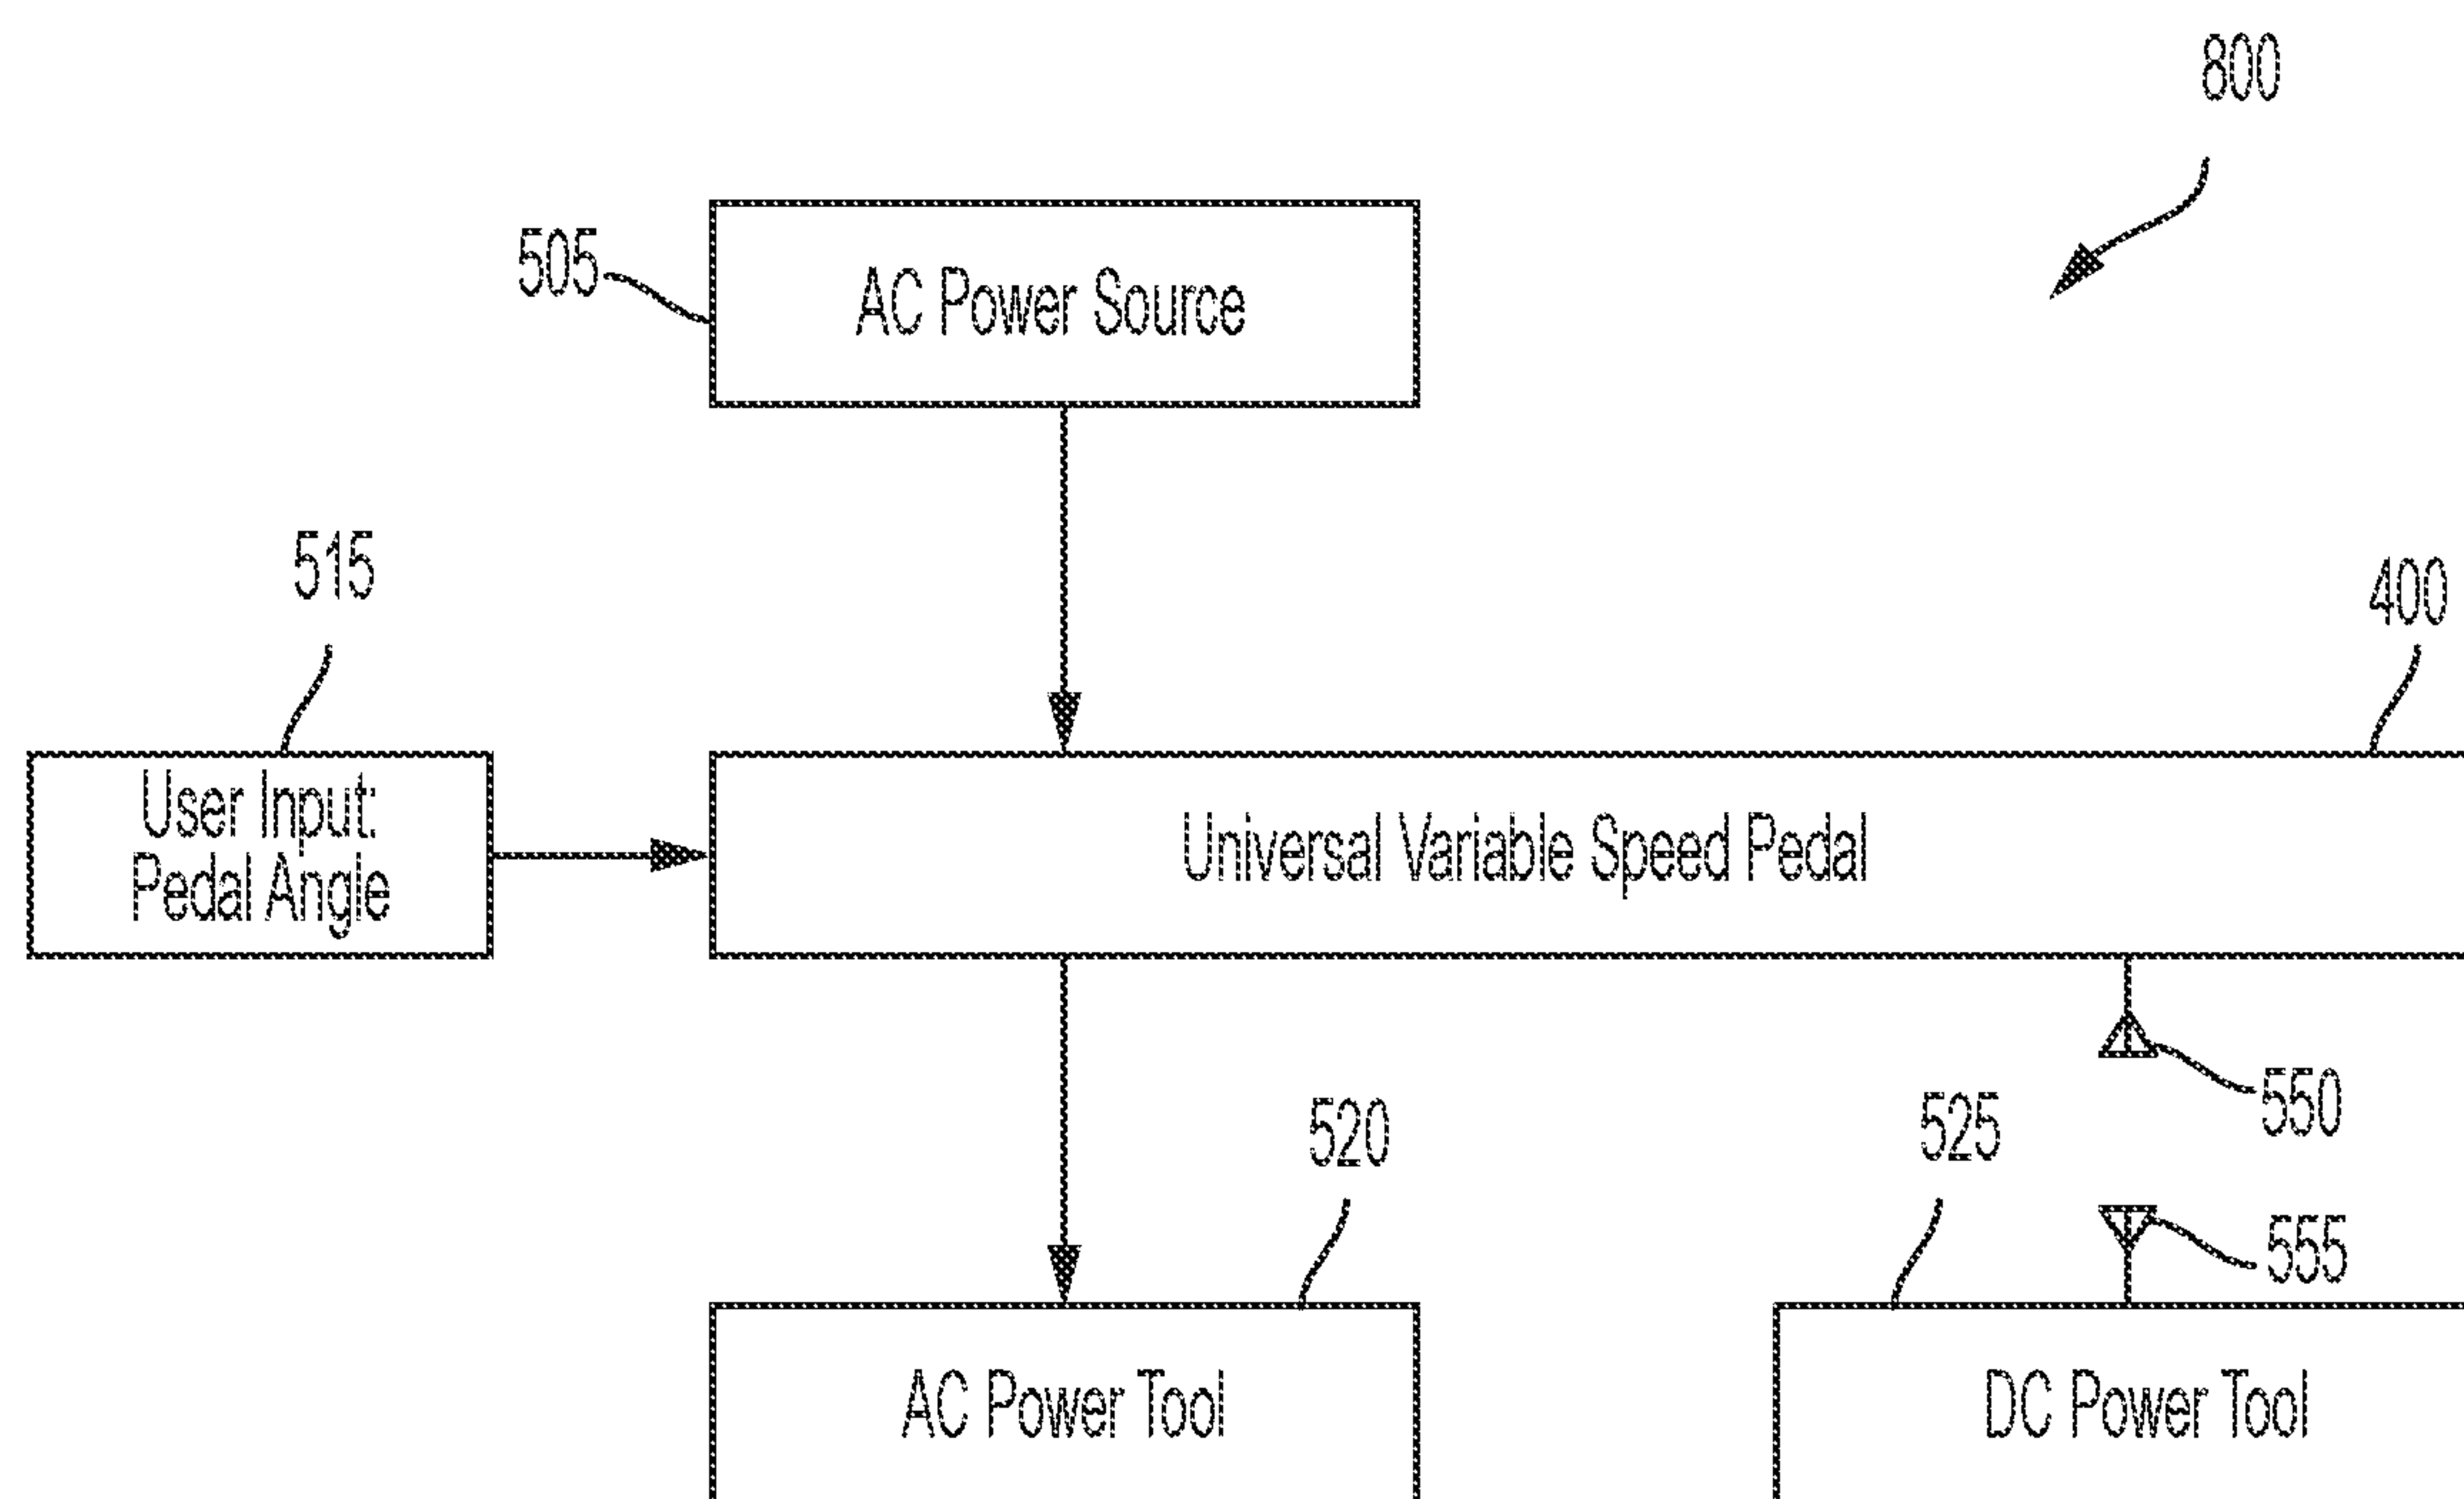 800
505
AC Power Source
515
400
User Input:
Pedal Angle
Universal Variable Speed Pedal
550
520
525
555
AC Power Tool
DC Power Tool